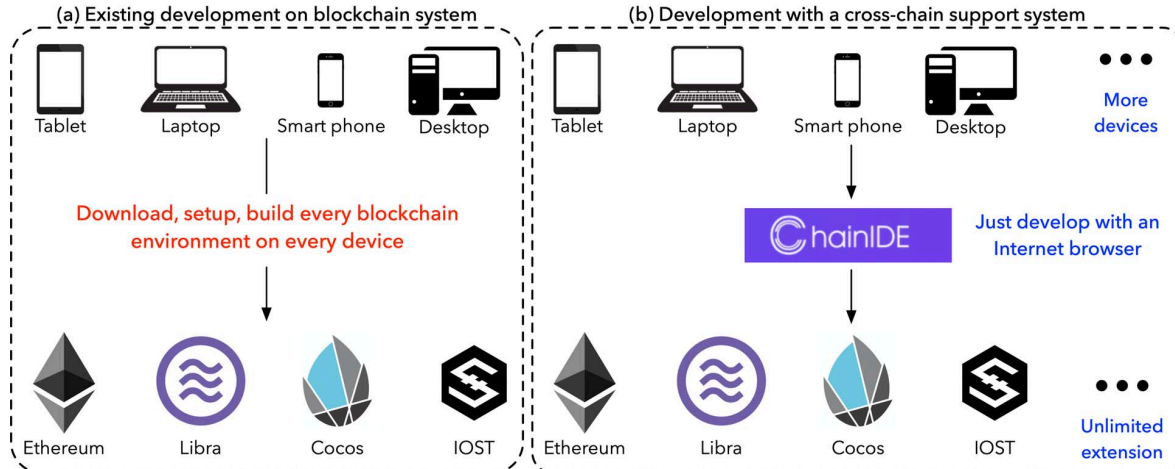 (a) Existing development on blockchain system
Tablet
Laptop
Smart phone
Desktop
Download, setup, build every blockchain
environment on every device
Ethereum
Libra
Cocos
IOST
(b) Development with a cross-chain support system
Tablet
Laptop
Smart phone
Desktop
More
devices
ChainIDE
Just develop with an
Internet browser
Ethereum
Libra
Cocos
IOST
Unlimited
extension